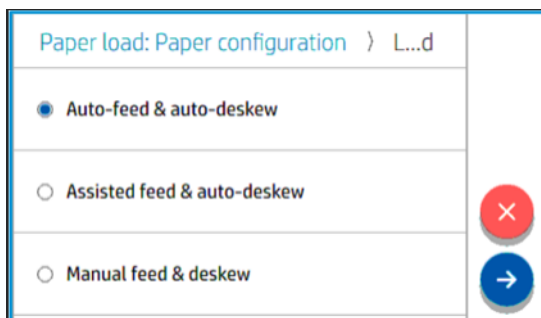 Paper load: Paper configuration 〉 L...d
Auto-feed & auto-deskew
Assisted feed & auto-deskew
Manual feed & deskew